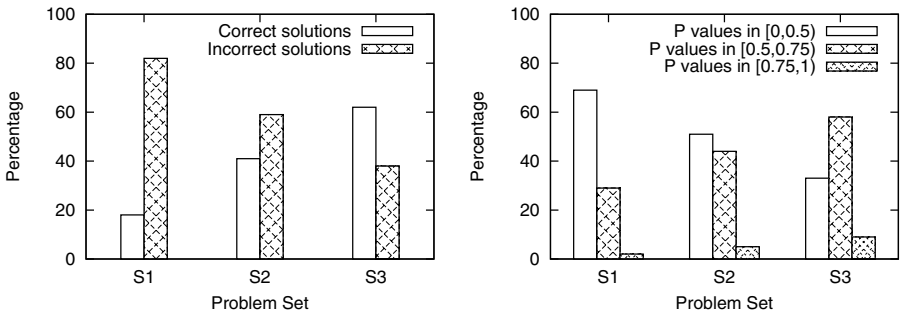 100
80
60
40
20
0
Percentage
Correct solutions
Incorrect solutions
S1 S2 S3
Problem Set
100
80
60
40
20
0
Percentage
P values in [0,0.5)
P values in [0.5,0.75)
P values in [0.75,1)
S1 S2 S3
Problem Set